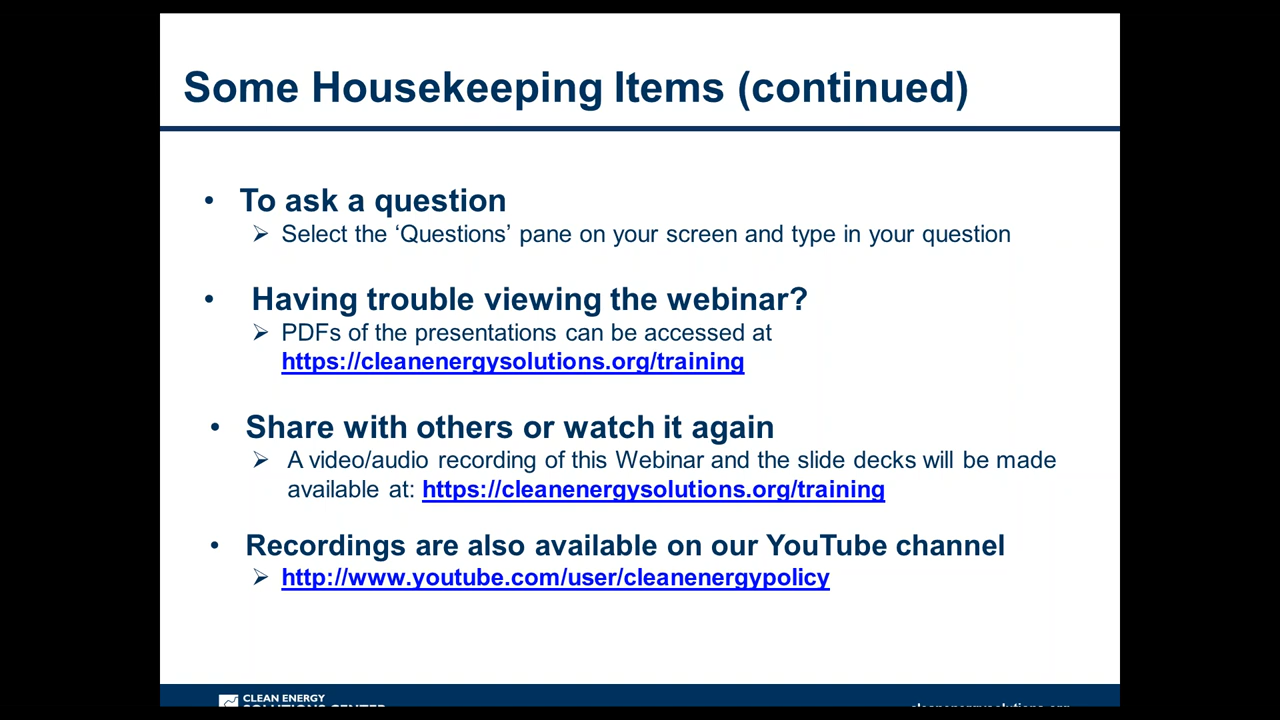 Some Housekeeping Items (continued)
• To ask a question
➢ Select the ‘Questions’ pane on your screen and type in your question
• Having trouble viewing the webinar?
➢ PDFs of the presentations can be accessed at
https://cleanenergysolutions.org/training
• Share with others or watch it again
➢ A video/audio recording of this Webinar and the slide decks will be made
available at: https://cleanenergysolutions.org/training
• Recordings are also available on our YouTube channel
➢ http://www.youtube.com/user/cleanenergypolicy
CLEAN ENERGY
SOLUTIONS CENTER
cleanenergysolutions.org